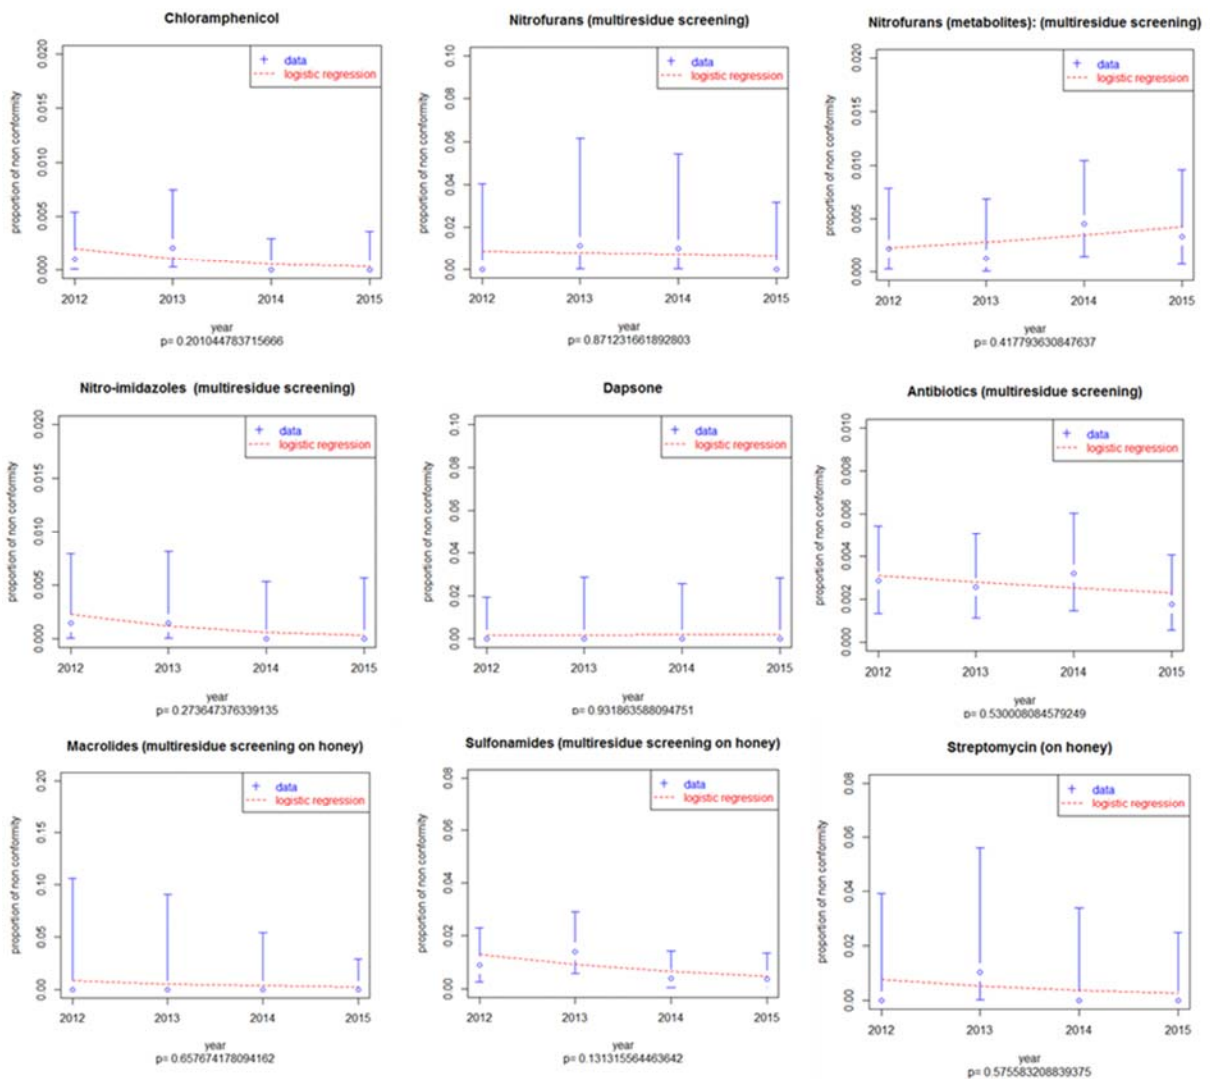 Chloramphenicol
data
logistic regression
proportion of non conformity
0.020
0.015
0.010
0.005
0.000
2012 2013 2014 2015
year
p= 0.201044783715666
Nitrofurans (multiresidue screening)
data
logistic regression
proportion of non conformity
0.10
0.08
0.06
0.04
0.02
0.00
2012 2013 2014 2015
year
p= 0.871231661892803
Nitrofurans (metabolites): (multiresidue screening)
data
logistic regression
proportion of non conformity
0.020
0.015
0.010
0.005
0.000
2012 2013 2014 2015
year
p= 0.417793630847637
Nitro-imidazoles (multiresidue screening)
data
logistic regression
proportion of non conformity
0.020
0.015
0.010
0.005
0.000
2012 2013 2014 2015
year
p= 0.273647376339135
Dapsone
data
logistic regression
proportion of non conformity
0.10
0.08
0.06
0.04
0.02
0.00
2012 2013 2014 2015
year
p= 0.931863588094751
Antibiotics (multiresidue screening)
data
logistic regression
proportion of non conformity
0.010
0.008
0.006
0.004
0.002
0.000
2012 2013 2014 2015
year
p= 0.530008084579249
Macrolides (multiresidue screening on honey)
data
logistic regression
proportion of non conformity
0.20
0.15
0.10
0.05
0.00
2012 2013 2014 2015
year
p= 0.657674178094162
Sulfonamides (multiresidue screening on honey)
data
logistic regression
proportion of non conformity
0.08
0.06
0.04
0.02
0.00
2012 2013 2014 2015
year
p= 0.131315564463642
Streptomycin (on honey)
data
logistic regression
proportion of non conformity
0.08
0.06
0.04
0.02
0.00
2012 2013 2014 2015
year
p= 0.575583208839375